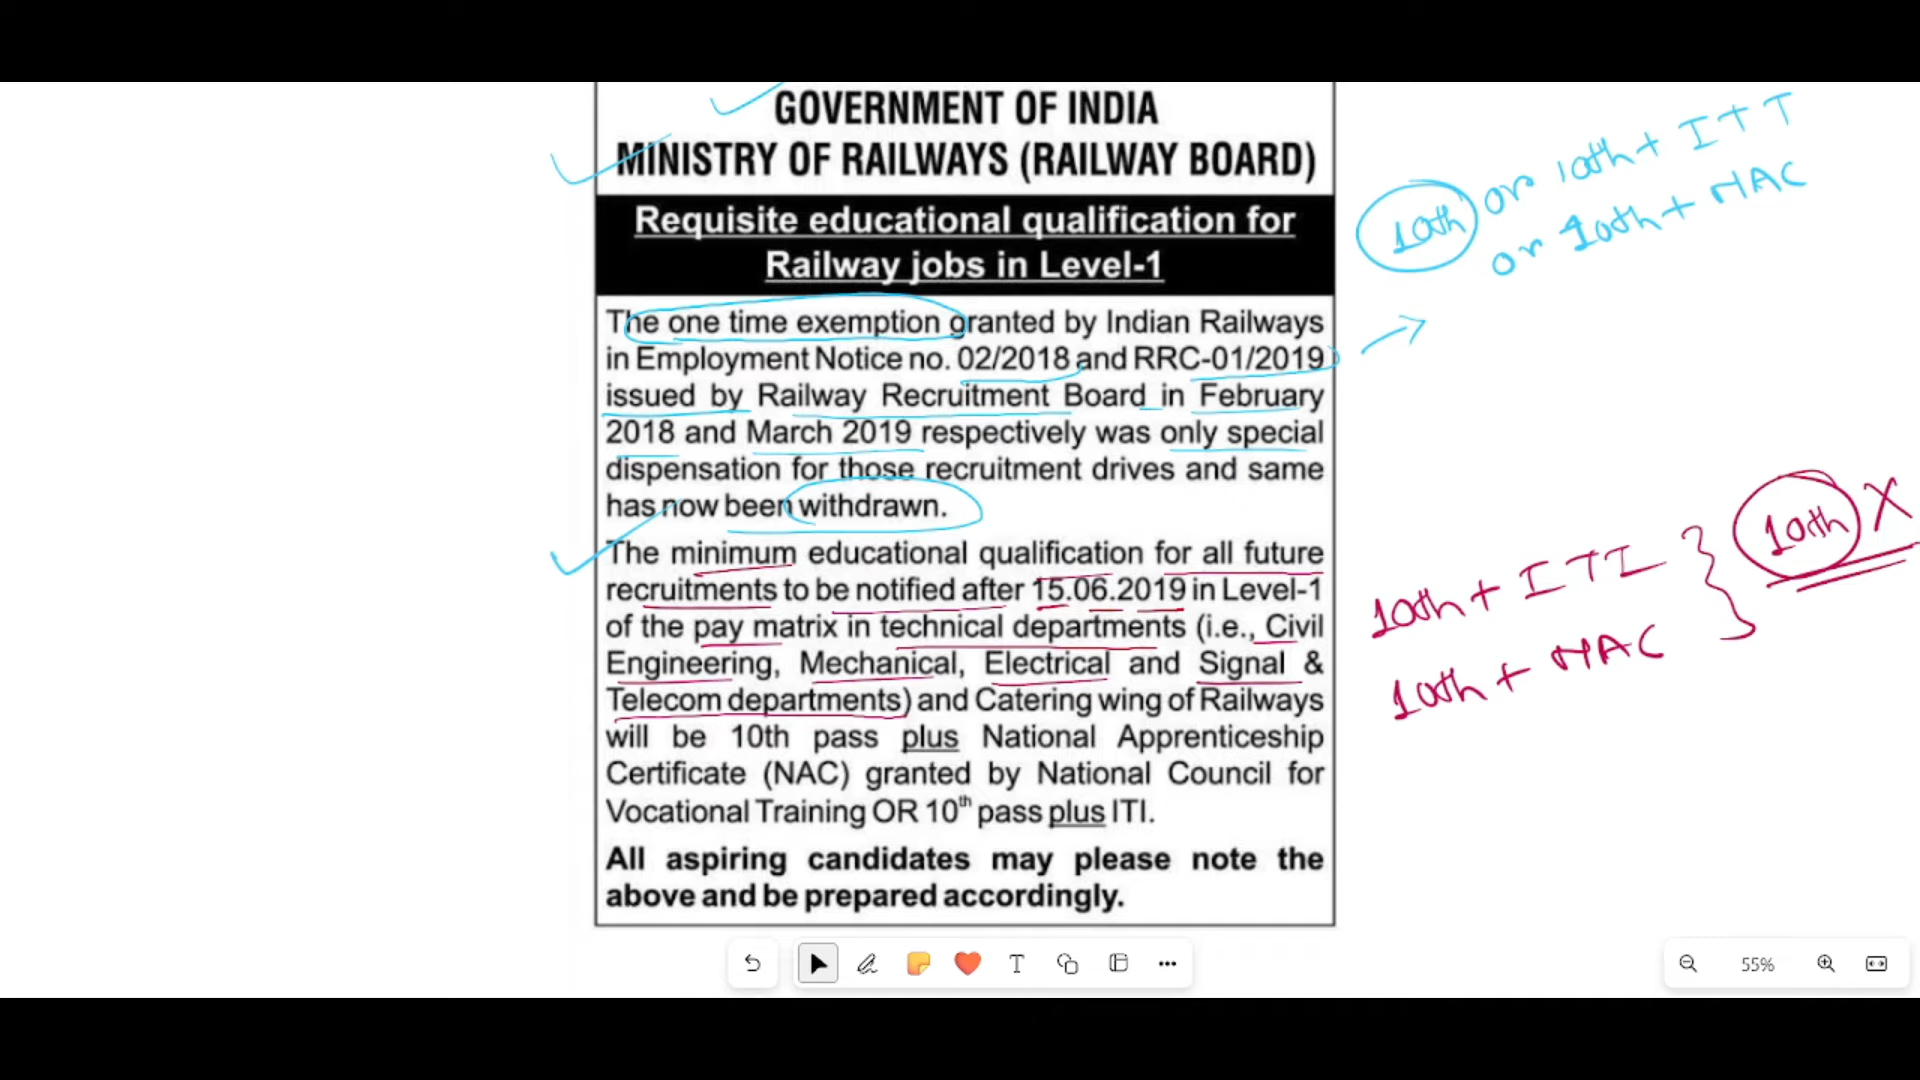 GOVERNMENT OF INDIA
MINISTRY OF RAILWAYS (RAILWAY BOARD)
Requisite educational qualification for
Railway jobs in Level-1
The one time exemption granted by Indian Railways
in Employment Notice no. 02/2018 and RRC-01/2019
issued by Railway Recruitment Board in February
2018 and March 2019 respectively was only special
dispensation for those recruitment drives and same
has now been withdrawn.
The minimum educational qualification for all future
recruitments to be notified after 15.06.2019 in Level-1
of the pay matrix in technical departments (i.e., Civil
Engineering, Mechanical, Electrical and Signal &
Telecom departments) and Catering wing of Railways
will be 10th pass plus National Apprenticeship
Certificate (NAC) granted by National Council for
Vocational Training OR 10th pass plus ITI.
All aspiring candidates may please note the
above and be prepared accordingly.
10th or 10th + ITI
or 10th + NAC
10th + ITI
10th + NAC
10th X
T
55%